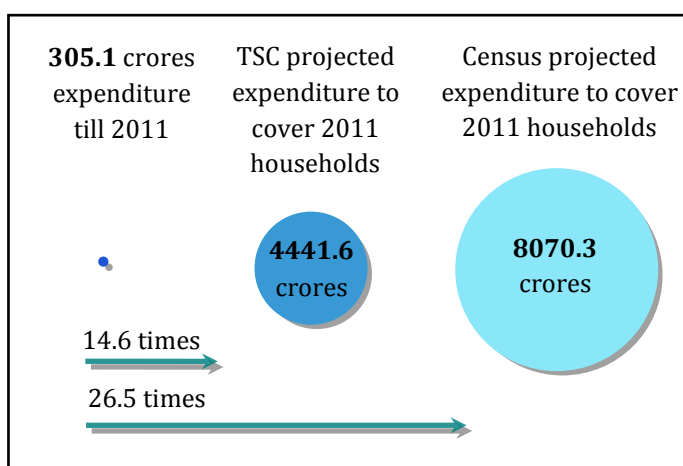 305.1 crores
expenditure
till 2011
TSC projected
expenditure to
cover 2011
households
Census projected
expenditure to cover
2011 households
4441.6
crores
8070.3
crores
14.6 times
26.5 times